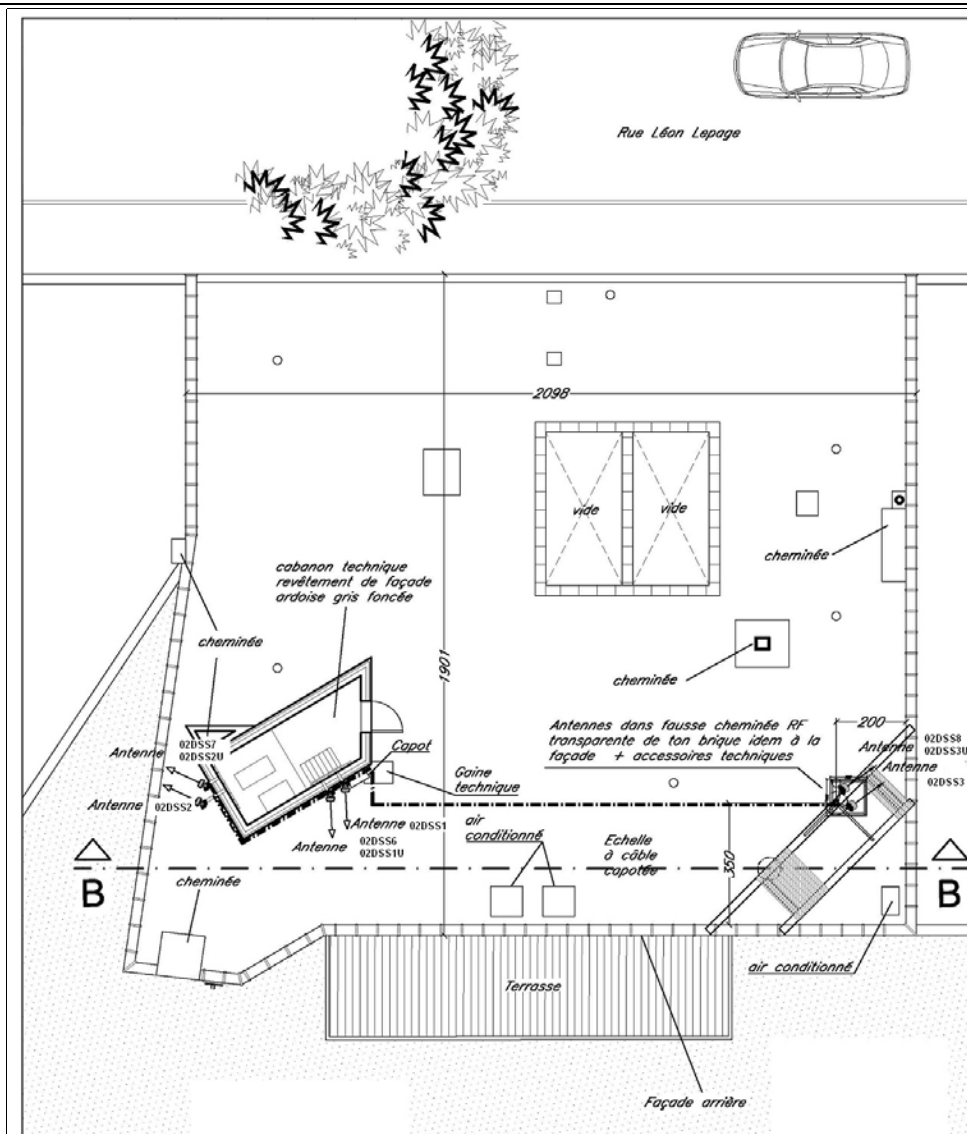 Rue Léon Lepage
2098
vide
vide
cheminée
cabanon technique
revêtement de façade
ardoise gris foncée
cheminée
1901
cheminée
200
Antennes dans fausse cheminée RF
transparente de ton brique idem à la
façade + accessoires techniques
Antenne
02DSS8
02DSS3U
Antenne
02DSS3
Antenne
02DSS7
02DSS2U
Capot
Gaine
technique
Antenne
02DSS2
Antenne 02DSS1
02DSS6
02DSS1U
Antenne
air
conditionné
Echelle
à câble
capotée
350
B
B
cheminée
air conditionné
Terrasse
Façade arrière